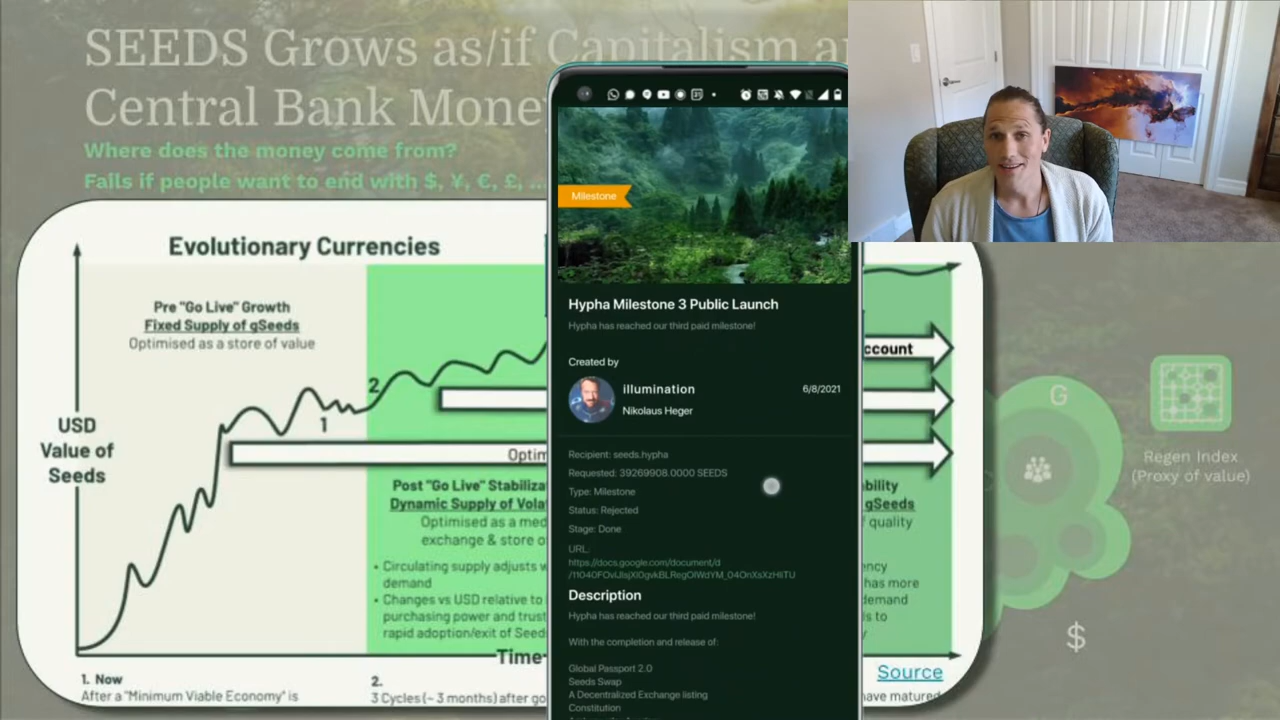 SEEDS Grows as/if Capitalism a
Central Bank Money
Where does the money come from?
Fails if people want to end with $, ¥, €, £, ...
Evolutionary Currencies
Pre "Go Live" Growth
Fixed Supply of gSeeds
Optimised as a store of value
USD
Value of
Seeds
1
2
Optim
Post "Go Live" Stabiliza
Dynamic Supply of Vola
Optimised as a med
exchange & store o
• Circulating supply adjusts w
demand
• Changes vs USD relative to
purchasing power and trust
rapid adoption/exit of Seed
Time
1. Now
After a "Minimum Viable Economy" is
2.
3 Cycles (~ 3 months) after go
Milestone
Hypha Milestone 3 Public Launch
Hypha has reached our third paid milestone!
Created by
illumination
6/8/2021
Nikolaus Heger
Recipient: seeds.hypha
Requested: 39269908.0000 SEEDS
Type: Milestone
Status: Rejected
Stage: Done
URL:
https://docs.google.com/document/d
Description
Hypha has reached our third paid milestone!
With the completion and release of:
Global Passport 2.0
Seeds Swap
A Decentralized Exchange listing
Constitution
ccount
bility
gSeeds
f quality
ency
has more
demand
s to
y
Source
have matured
G
Regen Index
(Proxy of value)
$